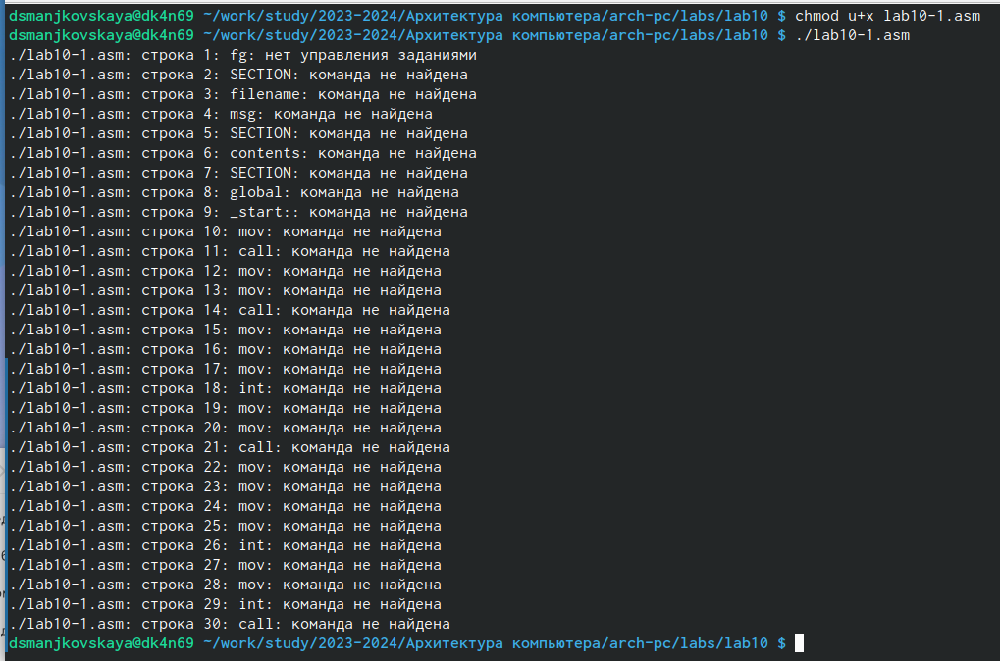 dsmanjkovskaya@dk4n69 ~/work/study/2023-2024/Архитектура компьютера/arch-pc/labs/lab10 $ chmod u+x lab10-1.asm
dsmanjkovskaya@dk4n69 ~/work/study/2023-2024/Архитектура компьютера/arch-pc/labs/lab10 $ ./lab10-1.asm
./lab10-1.asm: строка 1: fg: нет управления заданиями
./lab10-1.asm: строка 2: SECTION: команда не найдена
./lab10-1.asm: строка 3: filename: команда не найдена
./lab10-1.asm: строка 4: msg: команда не найдена
./lab10-1.asm: строка 5: SECTION: команда не найдена
./lab10-1.asm: строка 6: contents: команда не найдена
./lab10-1.asm: строка 7: SECTION: команда не найдена
./lab10-1.asm: строка 8: global: команда не найдена
./lab10-1.asm: строка 9: _start:: команда не найдена
./lab10-1.asm: строка 10: mov: команда не найдена
./lab10-1.asm: строка 11: call: команда не найдена
./lab10-1.asm: строка 12: mov: команда не найдена
./lab10-1.asm: строка 13: mov: команда не найдена
./lab10-1.asm: строка 14: call: команда не найдена
./lab10-1.asm: строка 15: mov: команда не найдена
./lab10-1.asm: строка 16: mov: команда не найдена
./lab10-1.asm: строка 17: mov: команда не найдена
./lab10-1.asm: строка 18: int: команда не найдена
./lab10-1.asm: строка 19: mov: команда не найдена
./lab10-1.asm: строка 20: mov: команда не найдена
./lab10-1.asm: строка 21: call: команда не найдена
./lab10-1.asm: строка 22: mov: команда не найдена
./lab10-1.asm: строка 23: mov: команда не найдена
./lab10-1.asm: строка 24: mov: команда не найдена
./lab10-1.asm: строка 25: mov: команда не найдена
./lab10-1.asm: строка 26: int: команда не найдена
./lab10-1.asm: строка 27: mov: команда не найдена
./lab10-1.asm: строка 28: mov: команда не найдена
./lab10-1.asm: строка 29: int: команда не найдена
./lab10-1.asm: строка 30: call: команда не найдена
dsmanjkovskaya@dk4n69 ~/work/study/2023-2024/Архитектура компьютера/arch-pc/labs/lab10 $